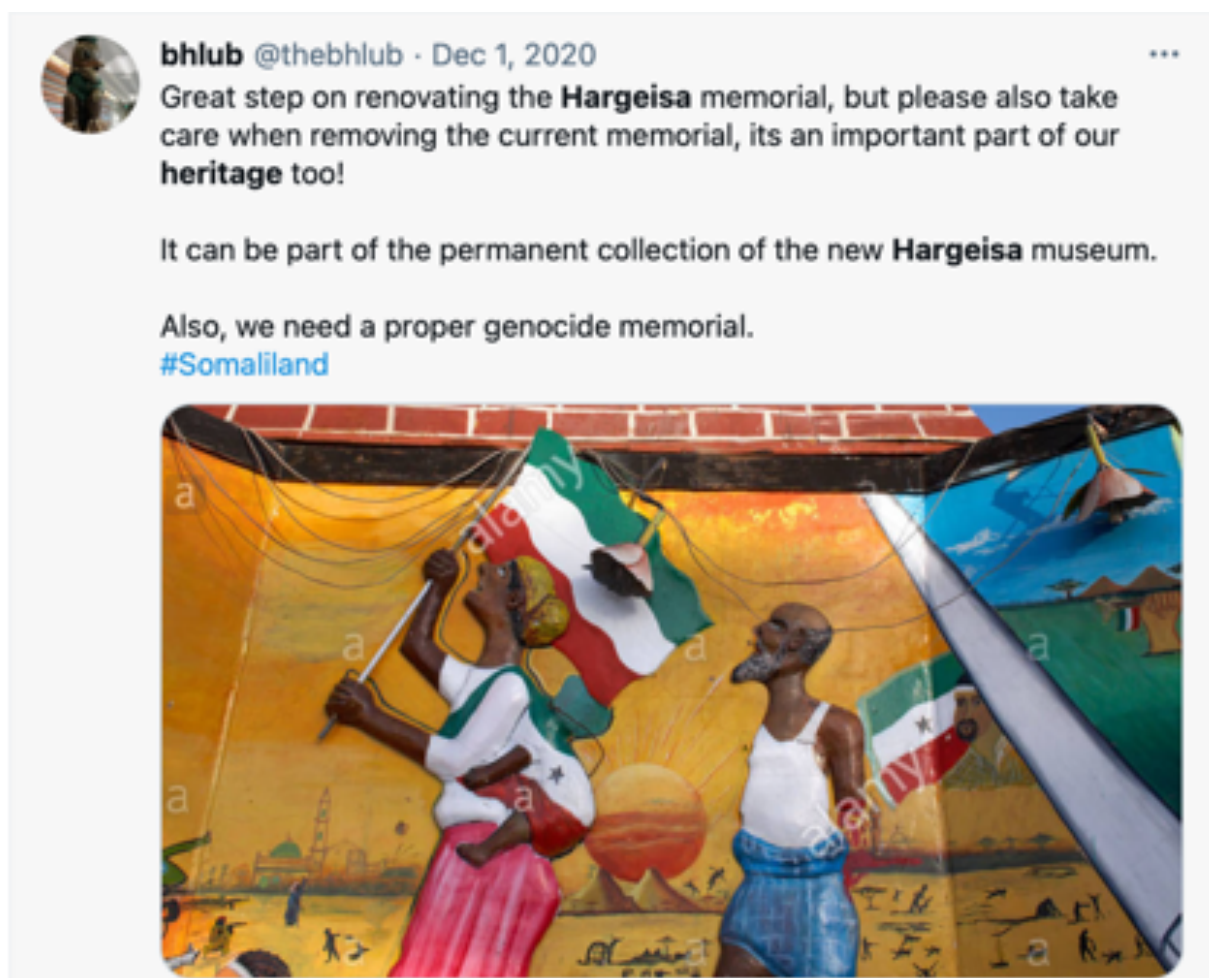 bhlub @thebhlub · Dec 1, 2020
Great step on renovating the Hargeisa memorial, but please also take
care when removing the current memorial, its an important part of our
heritage too!
It can be part of the permanent collection of the new Hargeisa museum.
Also, we need a proper genocide memorial.
#Somaliland
a
alamy
a
a
a
a
a
a
alamy
a
a